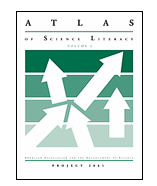 ATLAS
OF SCIENCE LITERACY
VOLUME 2
AMERICAN ASSOCIATION FOR THE ADVANCEMENT OF SCIENCE
PROJECT 2061